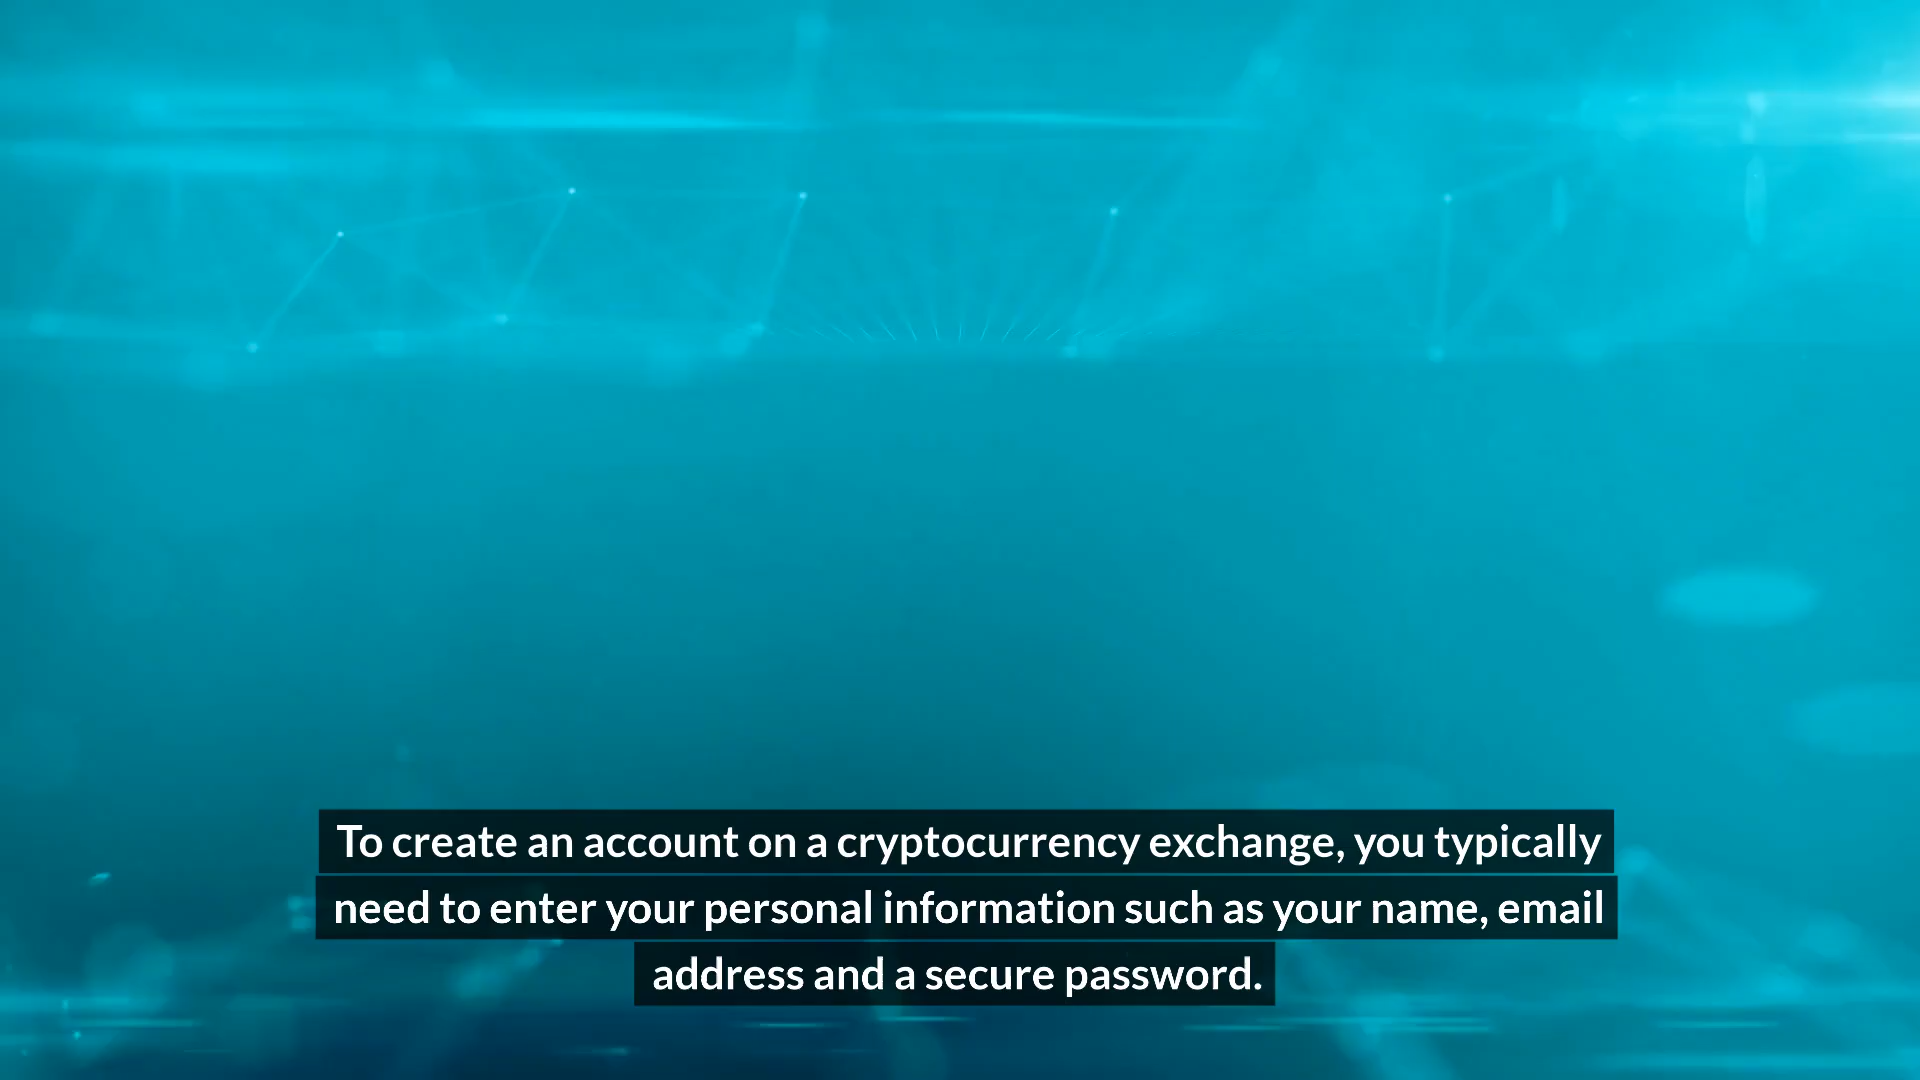 To create an account on a cryptocurrency exchange, you typically
need to enter your personal information such as your name, email
address and a secure password.